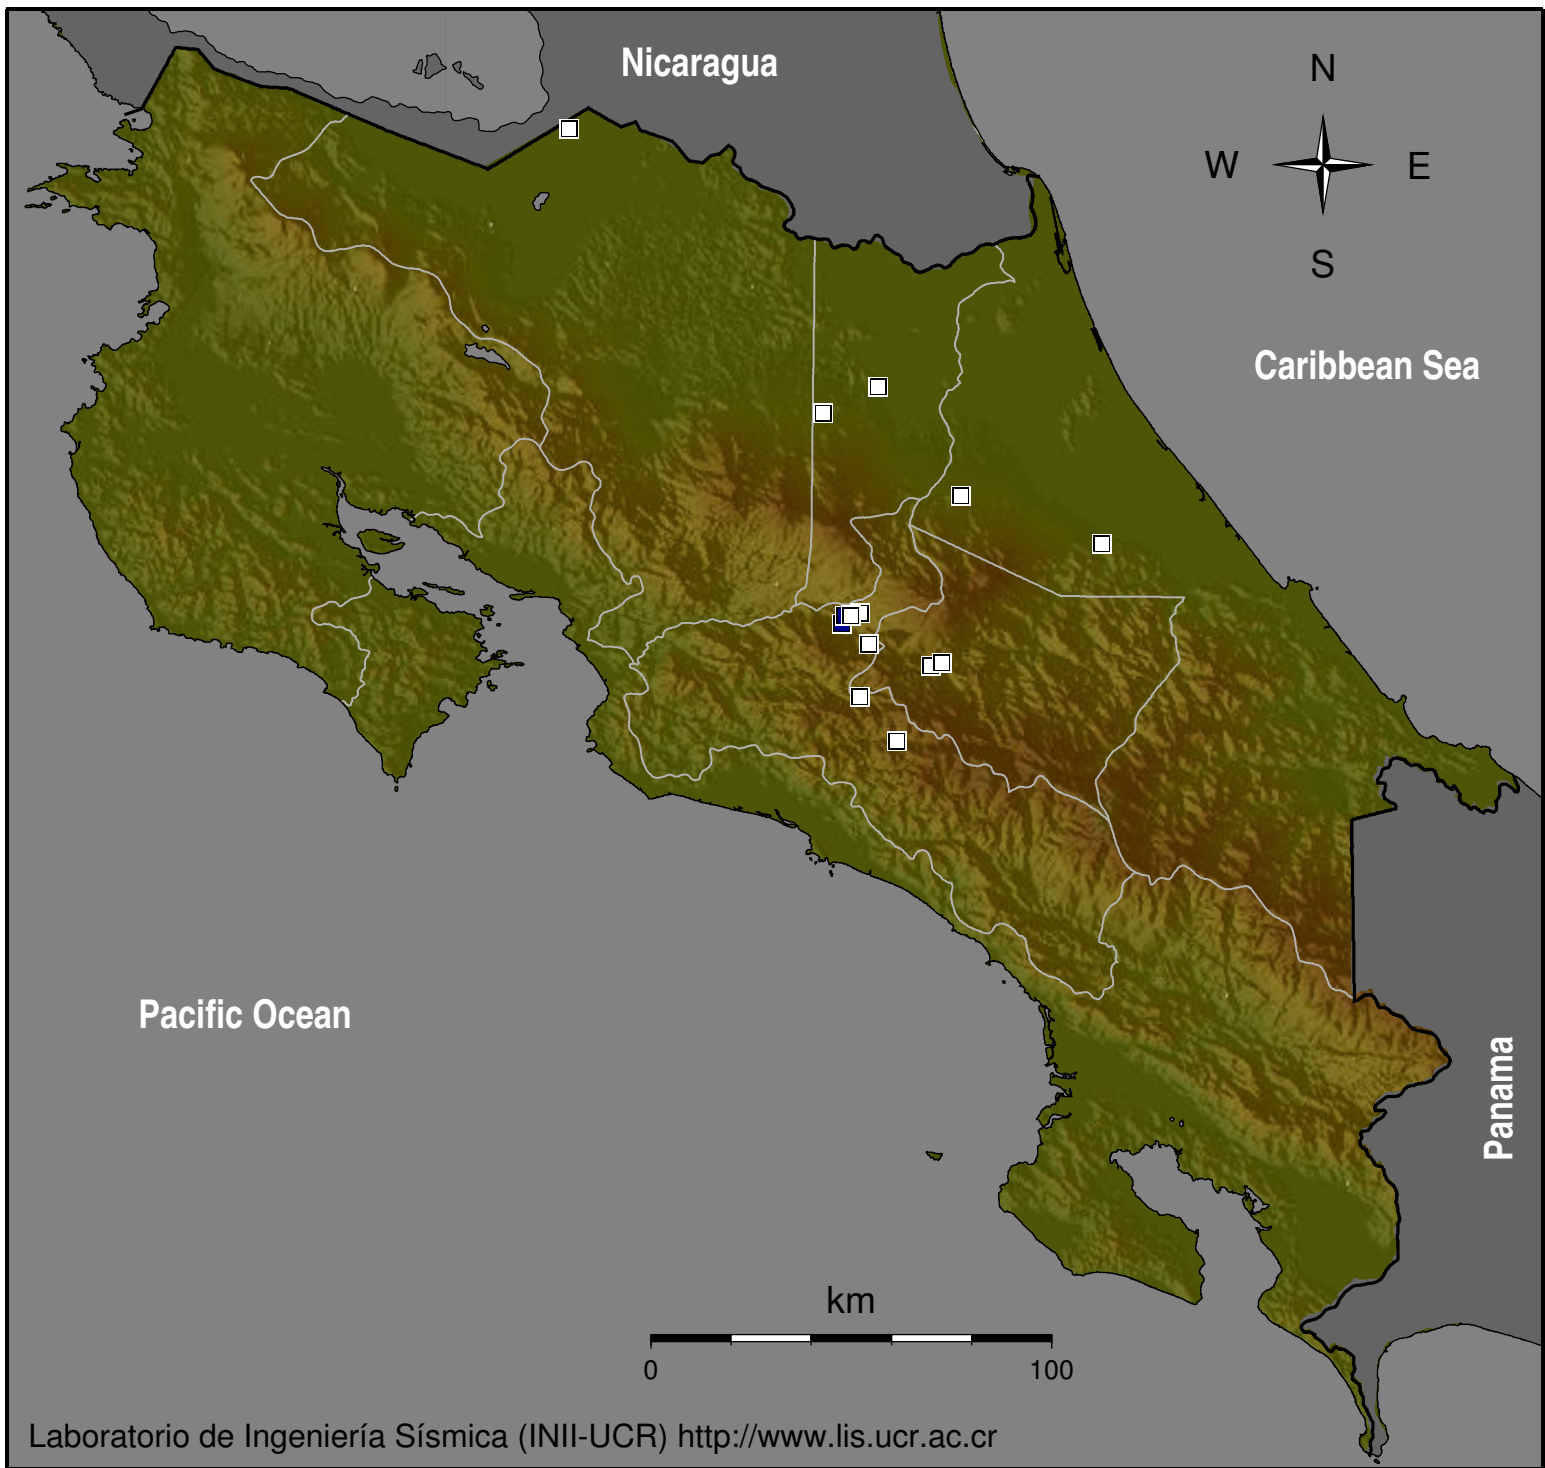 Nicaragua
N
W
E
S
Caribbean Sea
Pacific Ocean
Panama
km
0
100
Laboratorio de Ingeniería Sísmica (INII-UCR) http://www.lis.ucr.ac.cr